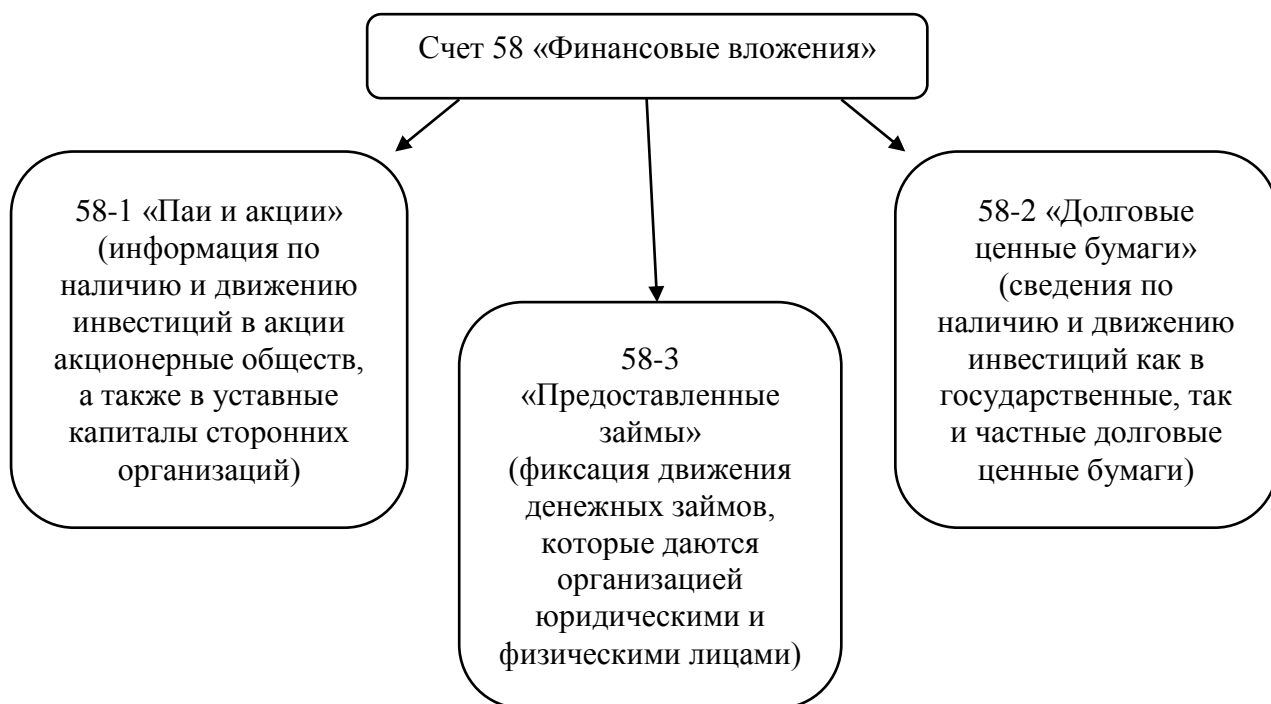 Счет 58 «Финансовые вложения»
58-1 «Паи и акции»
(информация по
наличию и движению
инвестиций в акции
акционерные обществ,
а также в уставные
капиталы сторонних
организаций)
58-3
«Предоставленные
займы»
(фиксация движения
денежных займов,
которые даются
организацией
юридическими и
физическими лицами)
58-2 «Долговые
ценные бумаги»
(сведения по
наличию и движению
инвестиций как в
государственные, так
и частные долговые
ценные бумаги)